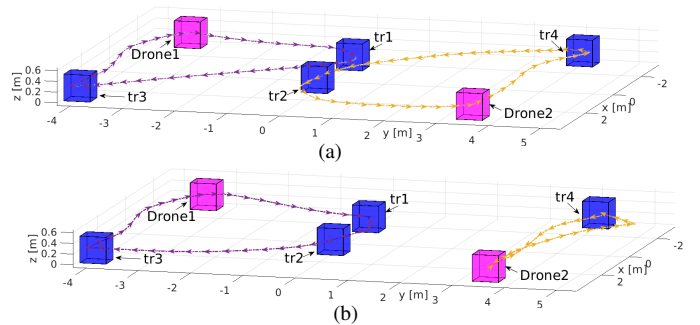 tr1
tr4
Drone1
-2
0.6
0.4
0.2
0
z [m]
tr3
tr2
Drone2
0
x [m]
2
-4
-3
-2
-1
0
1
2
y [m]
3
4
5
(a)
tr4
tr1
Drone1
-2
0.6
0.4
0.2
0
z [m]
tr3
tr2
Drone2
0
x [m]
2
-4
-3
-2
-1
0
1
2
y [m]
3
4
5
(b)